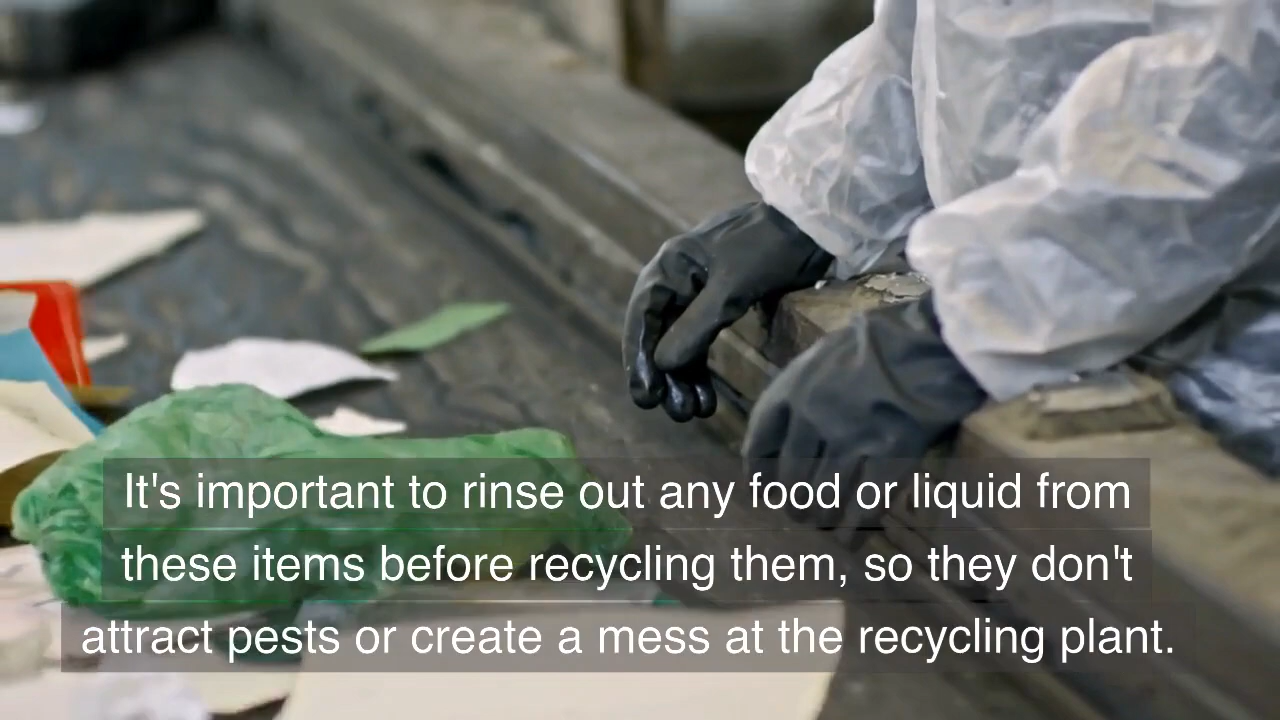 It's important to rinse out any food or liquid from
these items before recycling them, so they don't
attract pests or create a mess at the recycling plant.